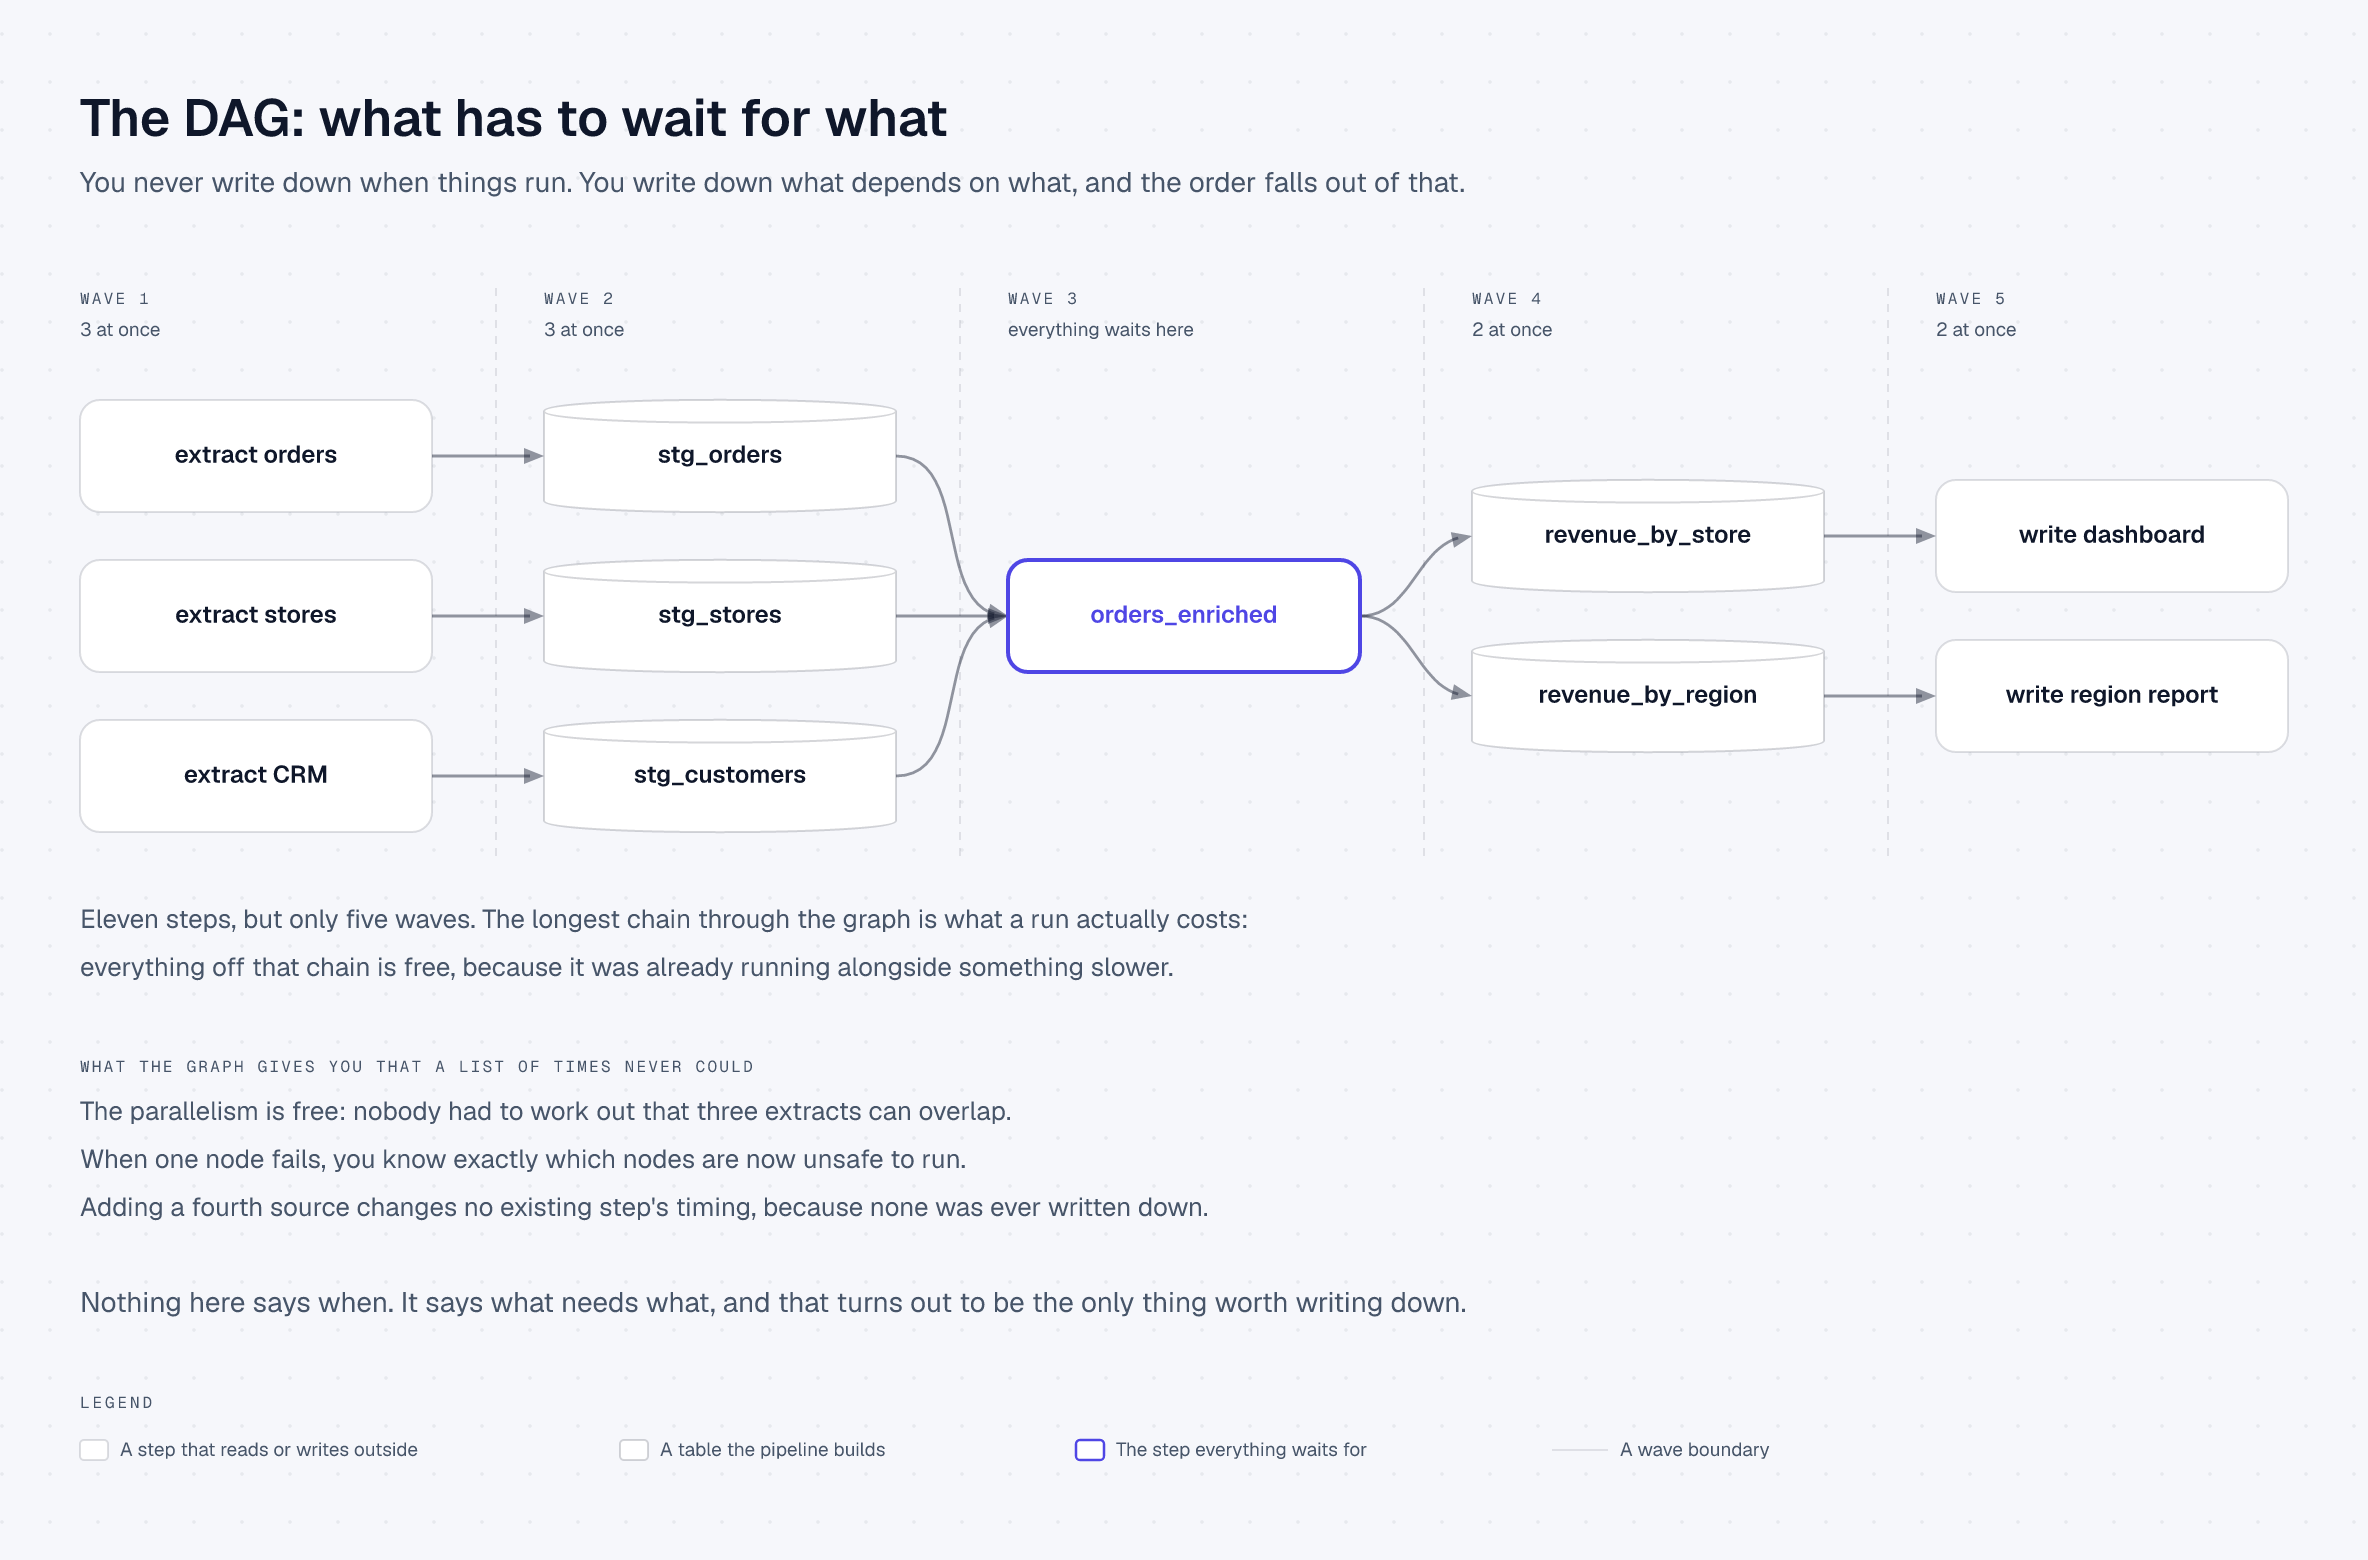 The DAG: what has to wait for what
You never write down when things run. You write down what depends on what, and the order falls out of that.
WAVE 1
3 at once
WAVE 2
3 at once
WAVE 3
everything waits here
WAVE 4
2 at once
WAVE 5
2 at once
extract orders
stg_orders
extract stores
stg_stores
extract CRM
stg_customers
orders_enriched
revenue_by_store
write dashboard
revenue_by_region
write region report
Eleven steps, but only five waves. The longest chain through the graph is what a run actually costs:
everything off that chain is free, because it was already running alongside something slower.
WHAT THE GRAPH GIVES YOU THAT A LIST OF TIMES NEVER COULD
The parallelism is free: nobody had to work out that three extracts can overlap.
When one node fails, you know exactly which nodes are now unsafe to run.
Adding a fourth source changes no existing step's timing, because none was ever written down.
Nothing here says when. It says what needs what, and that turns out to be the only thing worth writing down.
LEGEND
A step that reads or writes outside
A table the pipeline builds
The step everything waits for
A wave boundary